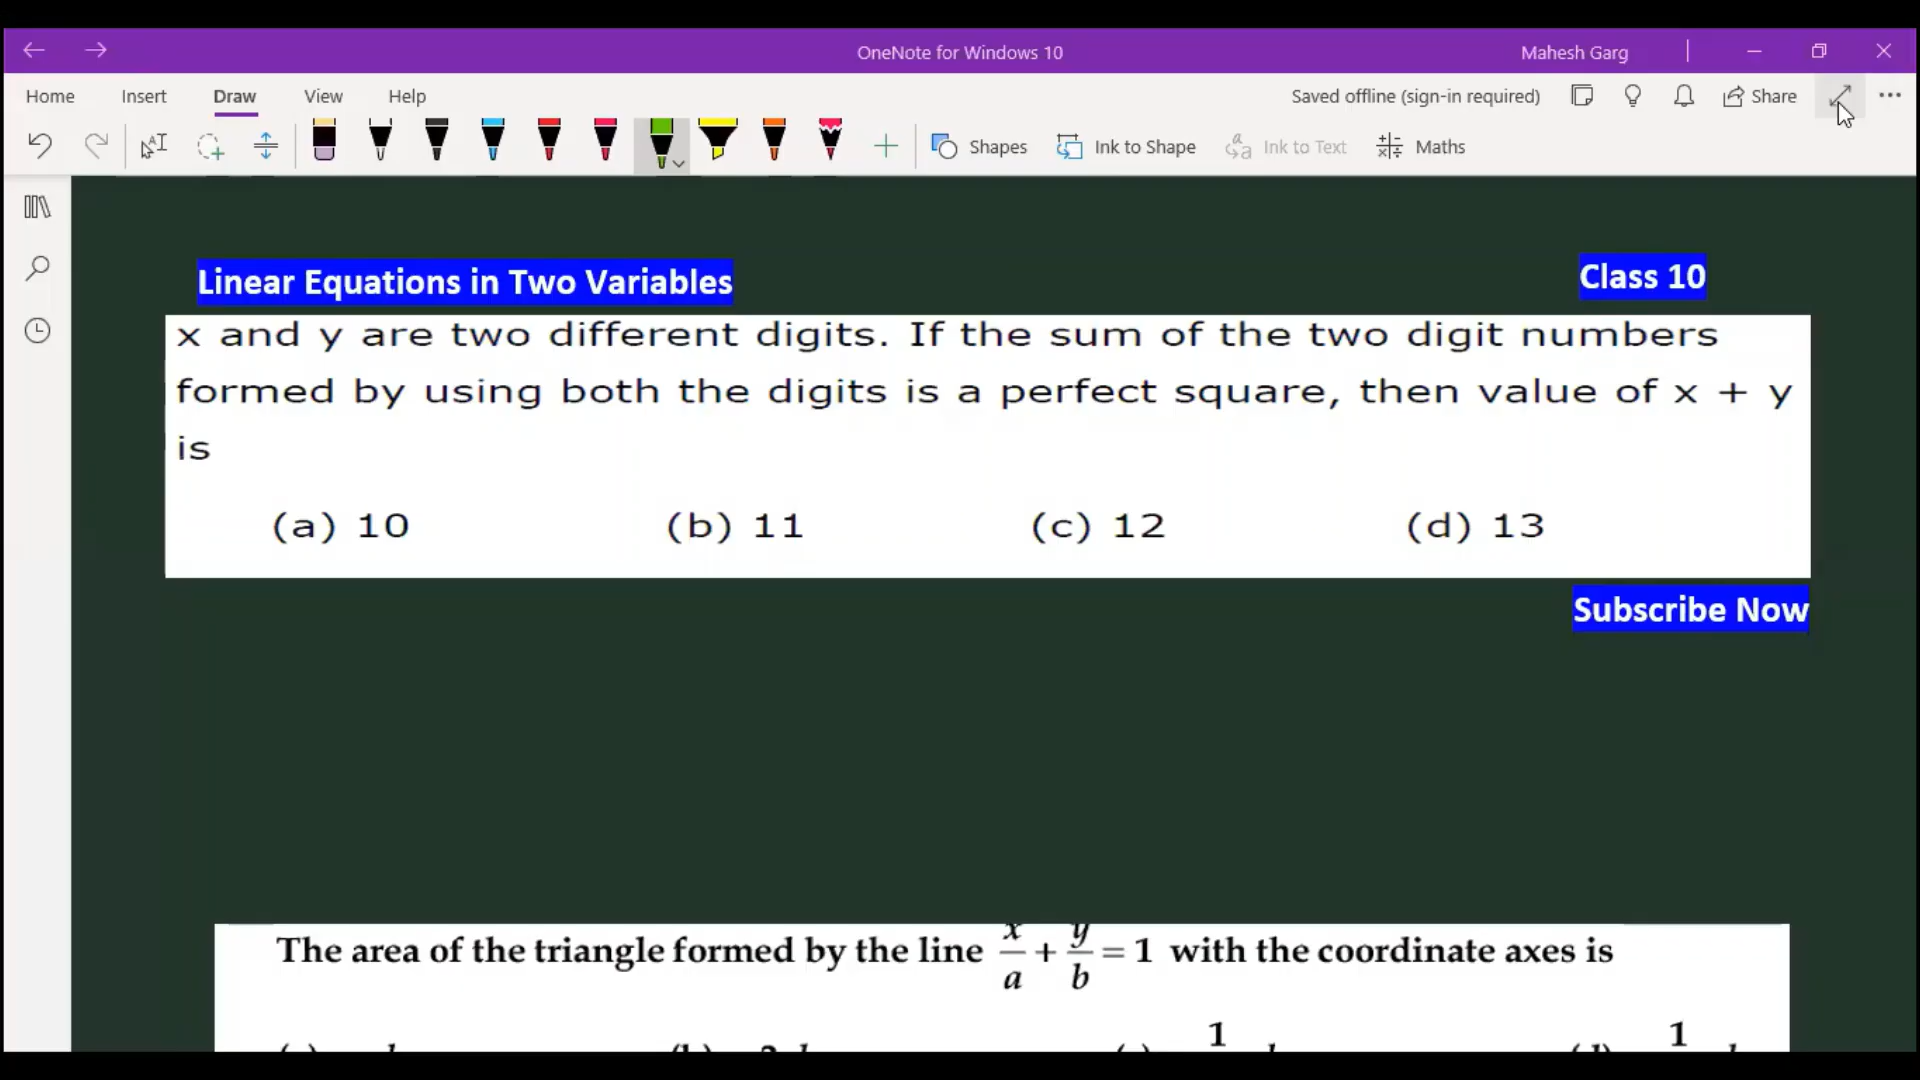 OneNote for Windows 10
Mahesh Garg
Home Insert Draw View Help
Saved offline (sign-in required) Share
Shapes Ink to Shape Ink to Text Maths
Linear Equations in Two Variables
Class 10
x and y are two different digits. If the sum of the two digit numbers
formed by using both the digits is a perfect square, then value of x + y
is
(a) 10 (b) 11 (c) 12 (d) 13
Subscribe Now
The area of the triangle formed by the line x/a + y/b = 1 with the coordinate axes is